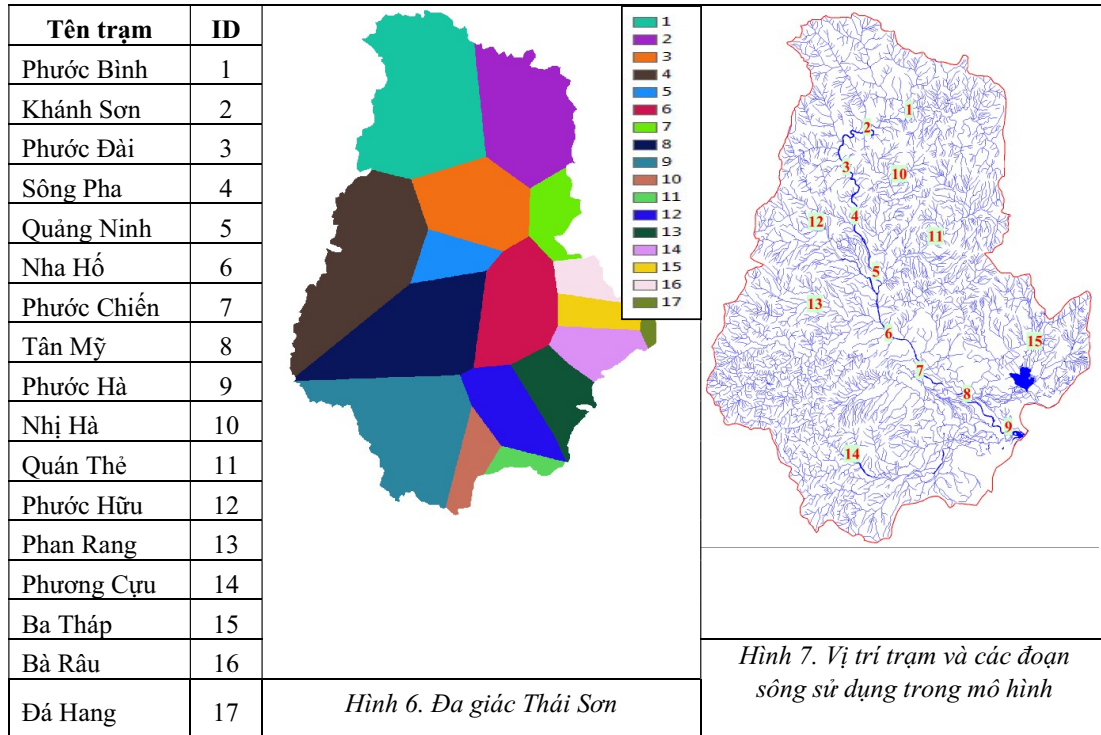 Tên trạm ID
Phước Bình 1
Khánh Sơn 2
Phước Đài 3
Sông Pha 4
Quảng Ninh 5
Nha Hố 6
Phước Chiến 7
Tân Mỹ 8
Phước Hà 9
Nhị Hà 10
Quán Thẻ 11
Phước Hữu 12
Phan Rang 13
Phương Cựu 14
Ba Tháp 15
Bà Râu 16
Đá Hang 17
1
2
3
4
5
6
7
8
9
10
11
12
13
14
15
16
17
Hình 6. Đa giác Thái Sơn
1
2
3
10
12
4
11
5
13
6
15
7
8
9
14
Hình 7. Vị trí trạm và các đoạn
sông sử dụng trong mô hình